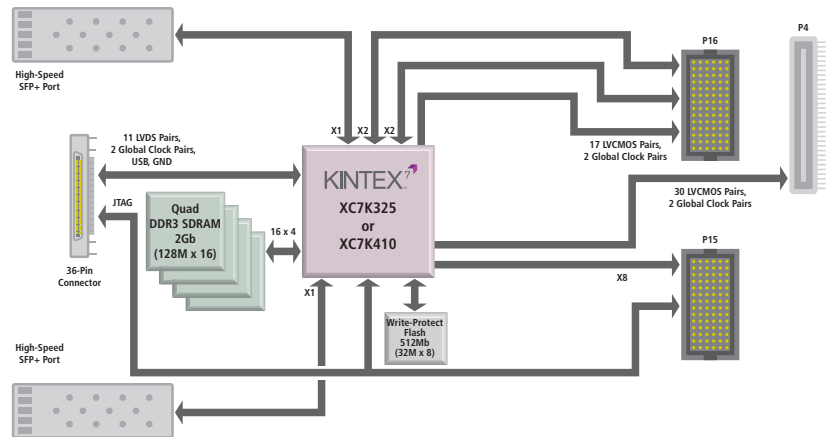 High-Speed
SFP+ Port
11 LVDS Pairs,
2 Global Clock Pairs,
USB, GND
JTAG
36-Pin
Connector
Quad
DDR3 SDRAM
2Gb
(128M x 16)
16 x 4
X1
X2
X2
KINTEX7
XC7K325
or
XC7K410
X1
Write-Protect
Flash
512Mb
(32M x 8)
P16
17 LVCMOS Pairs,
2 Global Clock Pairs
P4
30 LVCMOS Pairs,
2 Global Clock Pairs
P15
X8
High-Speed
SFP+ Port